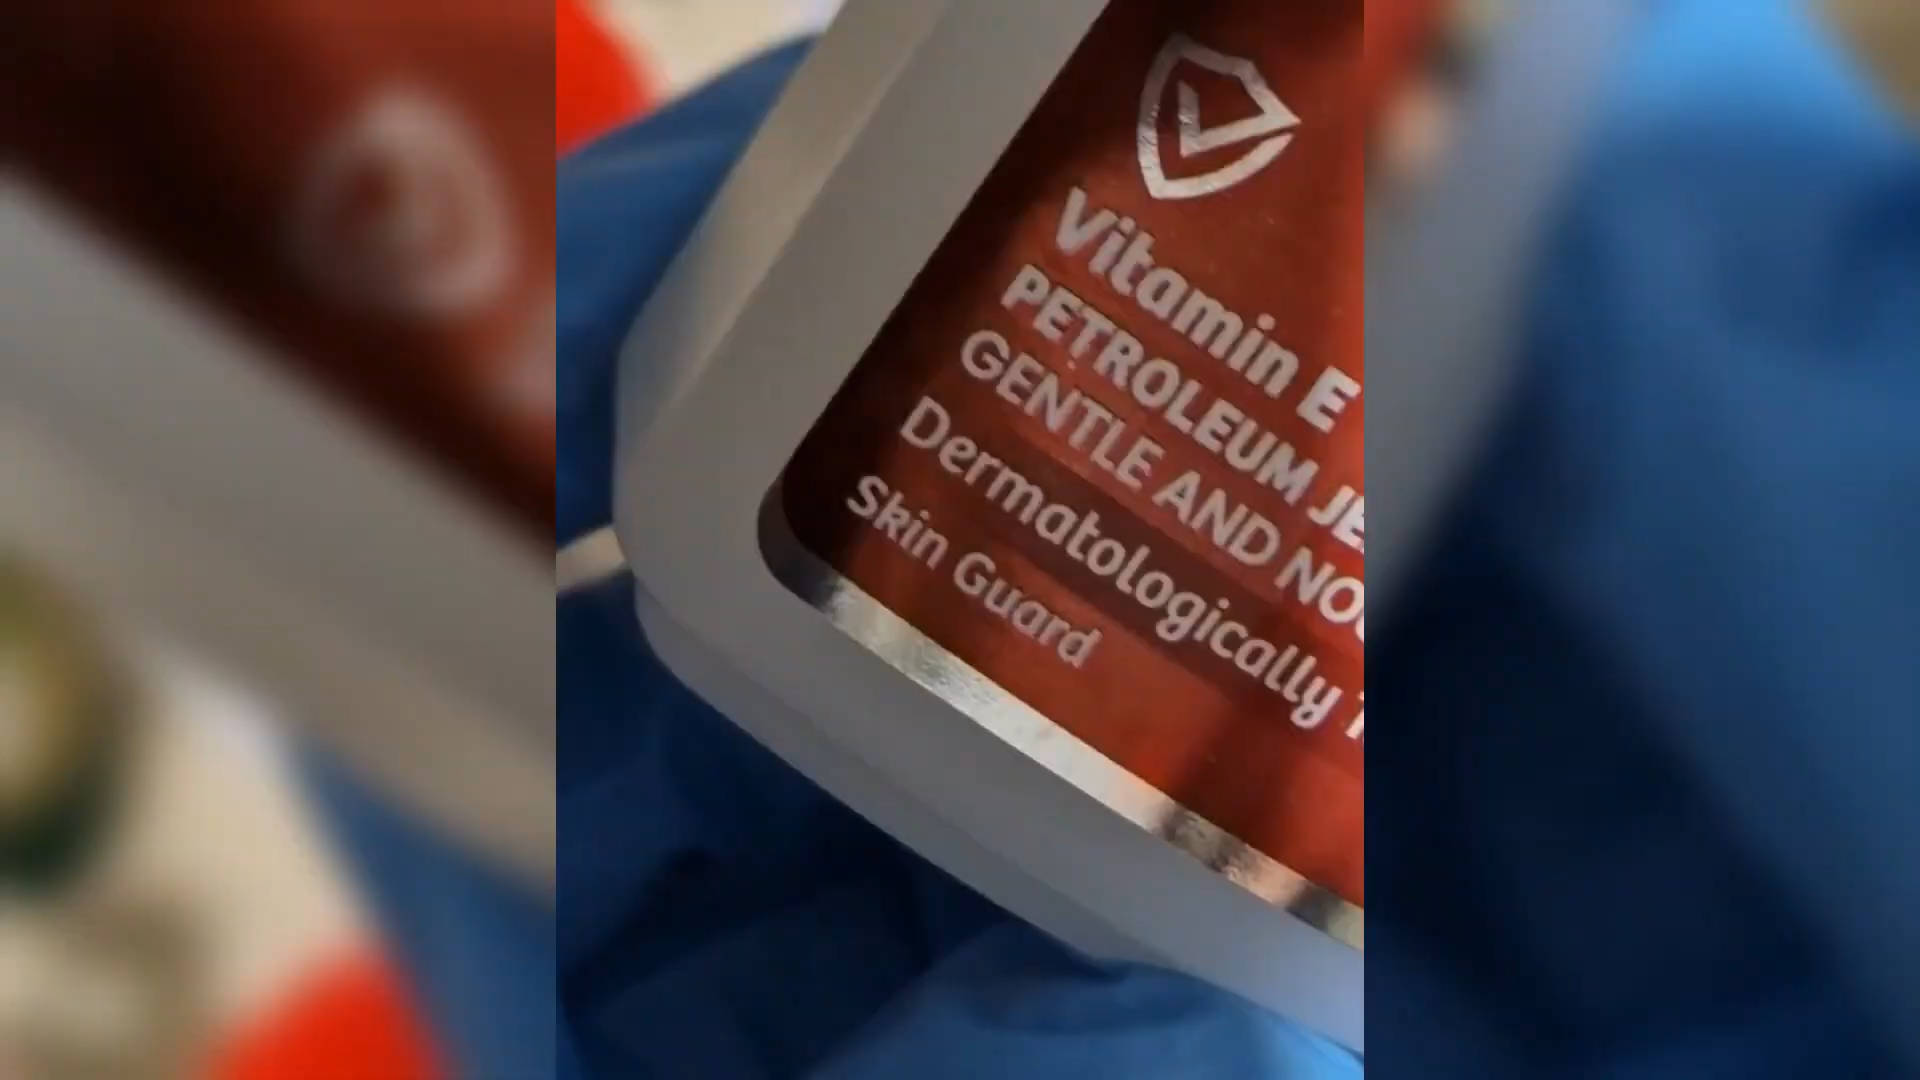 Vitamin E
PETROLEUM
GENTLE AND
Dermatologically
Skin Guard